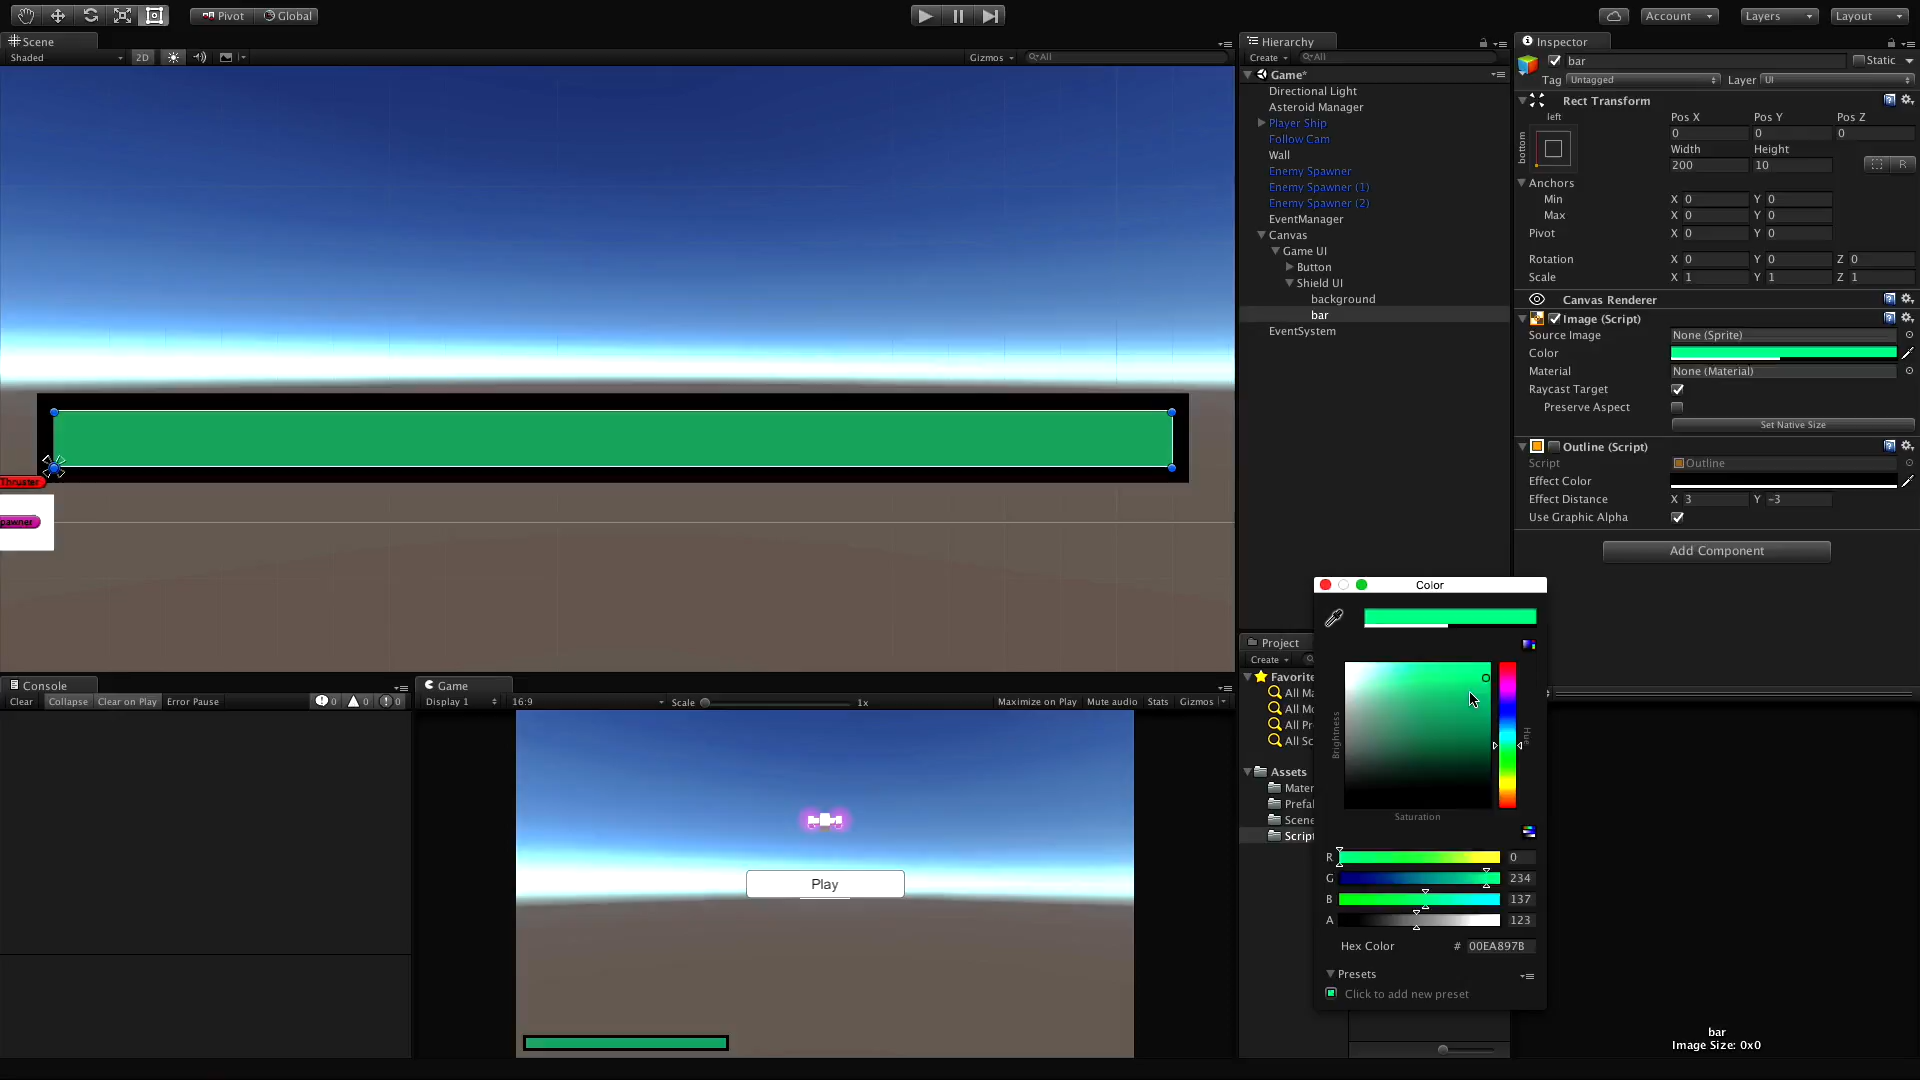 Pivot Global Account Layers Layout
Scene
Shaded 2D Gizmos All
Thruster
pawner
Hierarchy
Create All
Game*
Directional Light
Asteroid Manager
Player Ship
Follow Cam
Wall
Enemy Spawner
Enemy Spawner (1)
Enemy Spawner (2)
EventManager
Canvas
Game UI
Button
Shield UI
background
bar
EventSystem
Inspector
bar Static
Tag Untagged Layer UI
Rect Transform
left Pos X Pos Y Pos Z
bottom 0 0 0
Width Height
200 10 R
Anchors
Min X 0 Y 0
Max X 0 Y 0
Pivot X 0 Y 0
Rotation X 0 Y 0 Z 0
Scale X 1 Y 1 Z 1
Canvas Renderer
Image (Script)
Source Image None (Sprite)
Color
Material None (Material)
Raycast Target
Preserve Aspect
Set Native Size
Outline (Script)
Script Outline
Effect Color
Effect Distance X 3 Y -3
Use Graphic Alpha
Add Component
Project
Create
Favorite
All Ma
All Mo
All Pr
All Sc
Assets
Mater
Prefal
Scene
Script
Color
Brightness
Hue
Saturation
R 0
G 234
B 137
A 123
Hex Color # 00EA897B
Presets
Click to add new preset
Console
Clear Collapse Clear on Play Error Pause 0 0 0
Game
Display 1 16:9 Scale 1x Maximize on Play Mute audio Stats Gizmos
Play
bar
Image Size: 0x0